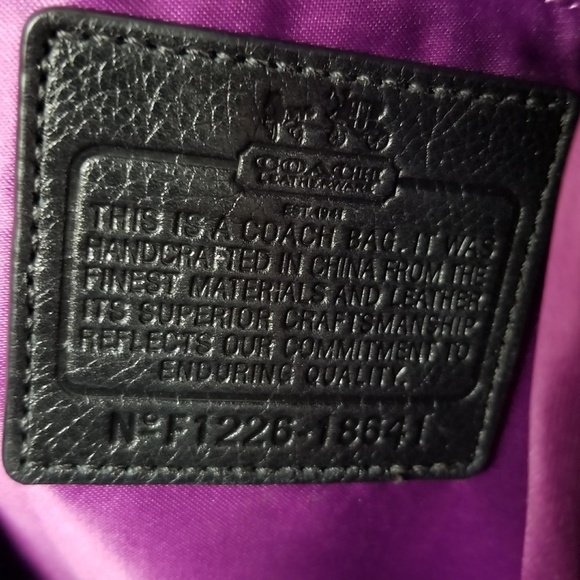 COACH
LEATHERWARE
EST. 1941
THIS IS A COACH BAG. IT WAS
HANDCRAFTED IN CHINA FROM THE
FINEST MATERIALS AND LEATHER
ITS SUPERIOR CRAFTSMANSHIP
REFLECTS OUR COMMITMENT TO
ENDURING QUALITY.
Nº F1226-18641